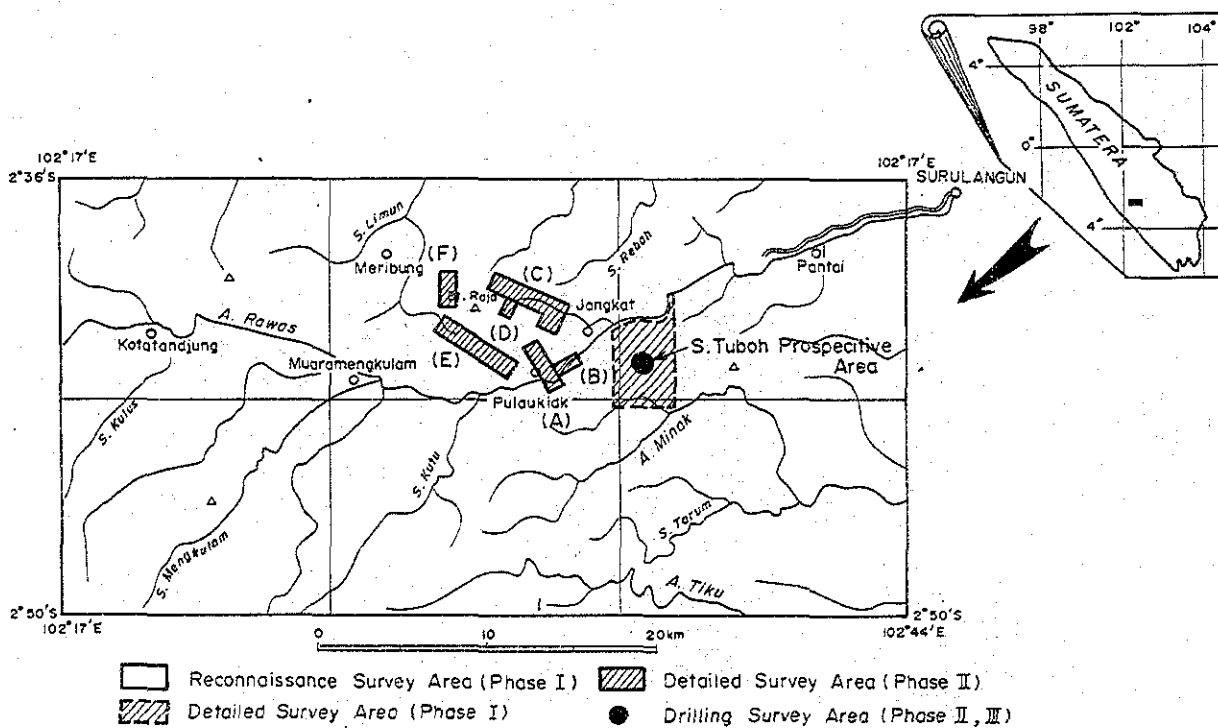 98° 102° 104°
4°
SUMATERA
0°
4°
102°17'E
102°17'E
2°36'S
SURULANGUN
S. Limun
S. Rebah
Meribung
(F)
(C)
Pantai
Raja
Jangkat
A. Rawas
(D)
Kotatandjung
(E)
S. Tuboh Prospecitive
Area
Muaramengkulam
(B)
Pulaukiak
(A)
S. Kulus
A. Minak
S. Kutu
S. Tarum
S. Mengkulam
A. Tiku
2°50'S
2°50'S
102°17'E
102°44'E
0 10 20km
Reconnaissance Survey Area (Phase I)
Detailed Survey Area (Phase II)
Detailed Survey Area (Phase I)
Drilling Survey Area (Phase II, III)